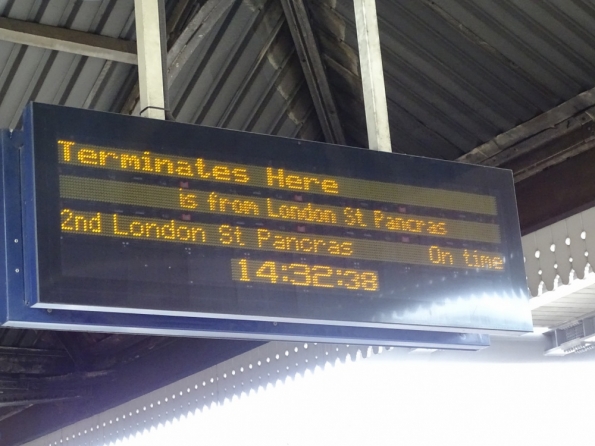 Terminates Here
is from London St Pancras
2nd London St Pancras On time
14:32:38